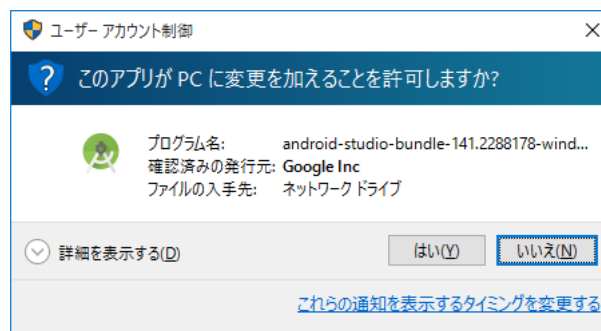 ユーザー アカウント制御
このアプリが PC に変更を加えることを許可しますか?
プログラム名: android-studio-bundle-141.2288178-wind...
確認済みの発行元: Google Inc
ファイルの入手先: ネットワーク ドライブ
詳細を表示する(D)
はい(Y)
いいえ(N)
これらの通知を表示するタイミングを変更する